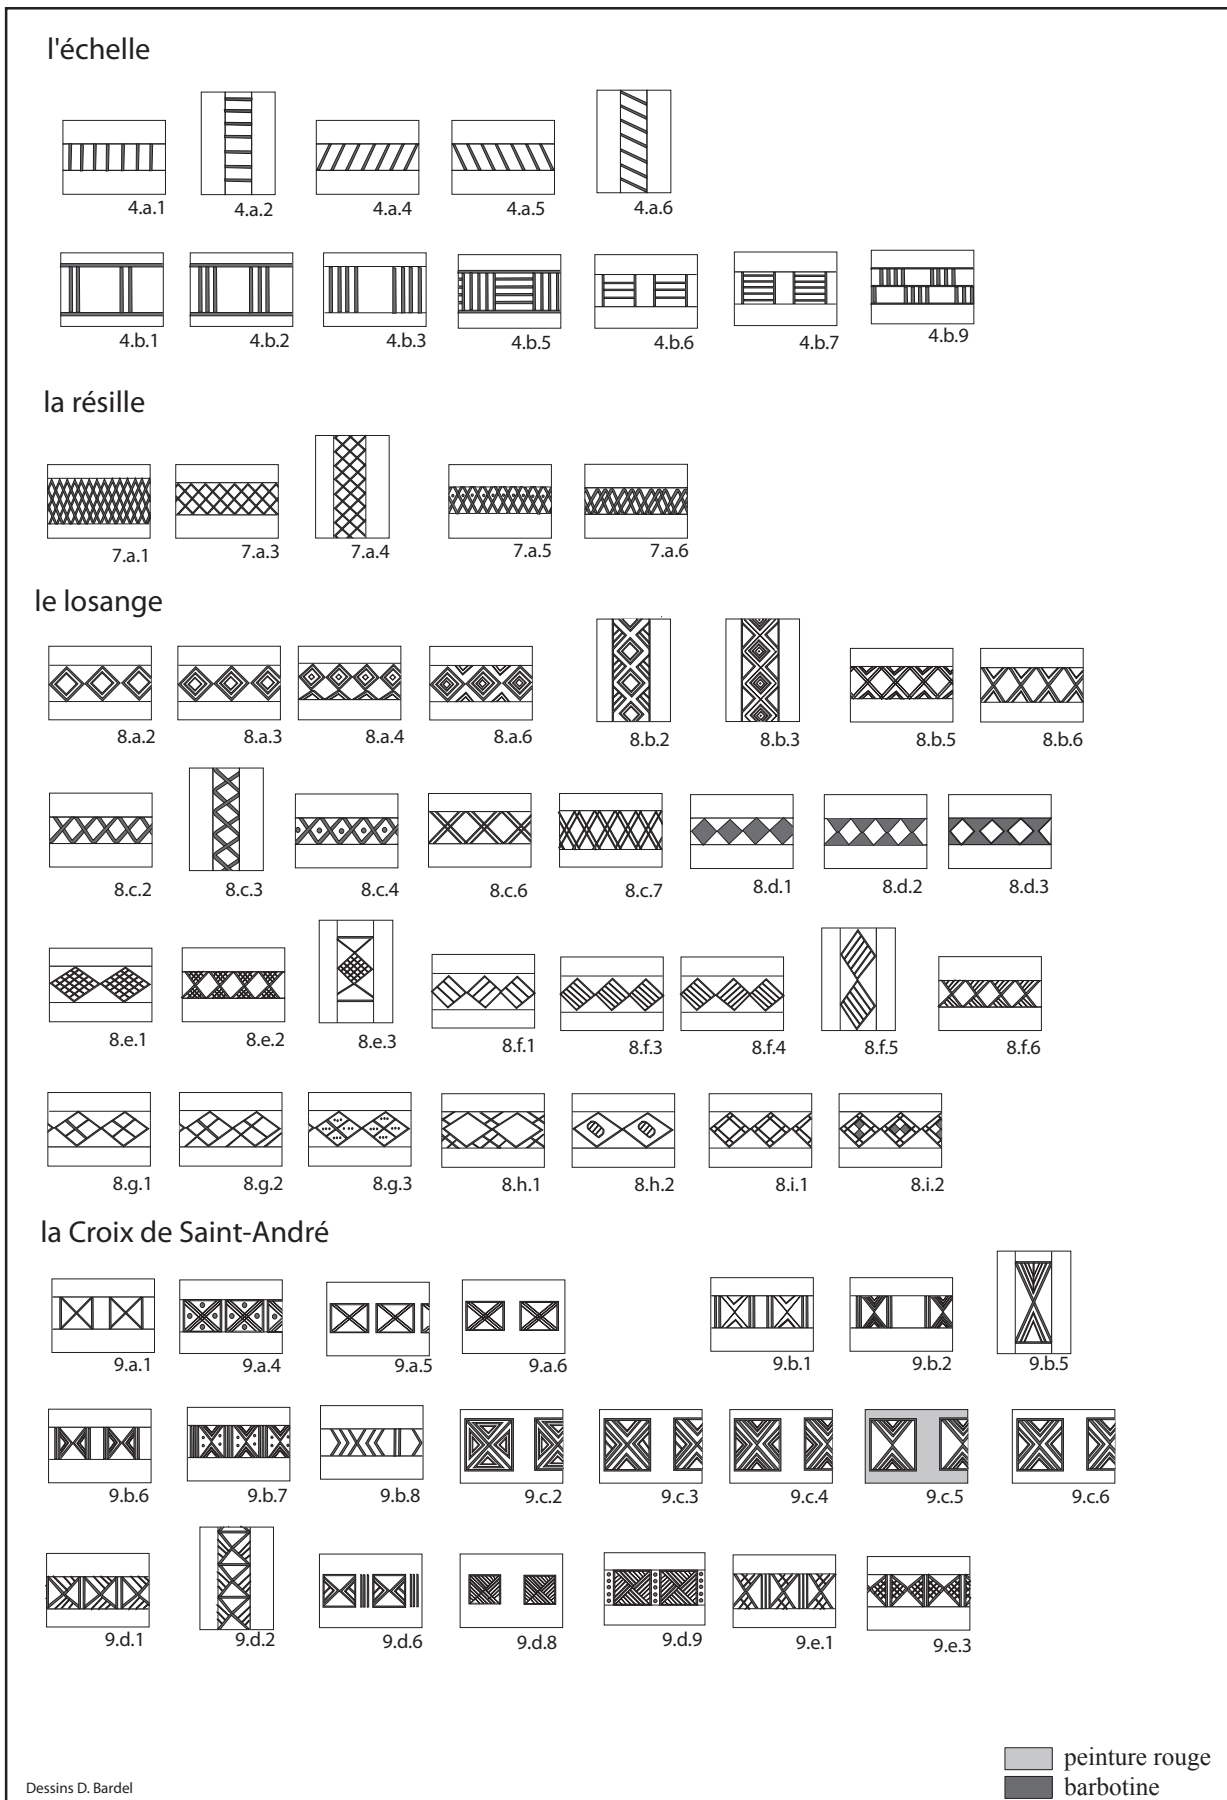 l'échelle
4.a.1 4.a.2 4.a.4 4.a.5 4.a.6
4.b.1 4.b.2 4.b.3 4.b.5 4.b.6 4.b.7 4.b.9
la résille
7.a.1 7.a.3 7.a.4 7.a.5 7.a.6
le losange
8.a.2 8.a.3 8.a.4 8.a.6 8.b.2 8.b.3 8.b.5 8.b.6
8.c.2 8.c.3 8.c.4 8.c.6 8.c.7 8.d.1 8.d.2 8.d.3
8.e.1 8.e.2 8.e.3 8.f.1 8.f.3 8.f.4 8.f.5 8.f.6
8.g.1 8.g.2 8.g.3 8.h.1 8.h.2 8.i.1 8.i.2
la Croix de Saint-André
9.a.1 9.a.4 9.a.5 9.a.6 9.b.1 9.b.2 9.b.5
9.b.6 9.b.7 9.b.8 9.c.2 9.c.3 9.c.4 9.c.5 9.c.6
9.d.1 9.d.2 9.d.6 9.d.8 9.d.9 9.e.1 9.e.3
peinture rouge
barbotine
Dessins D. Bardel